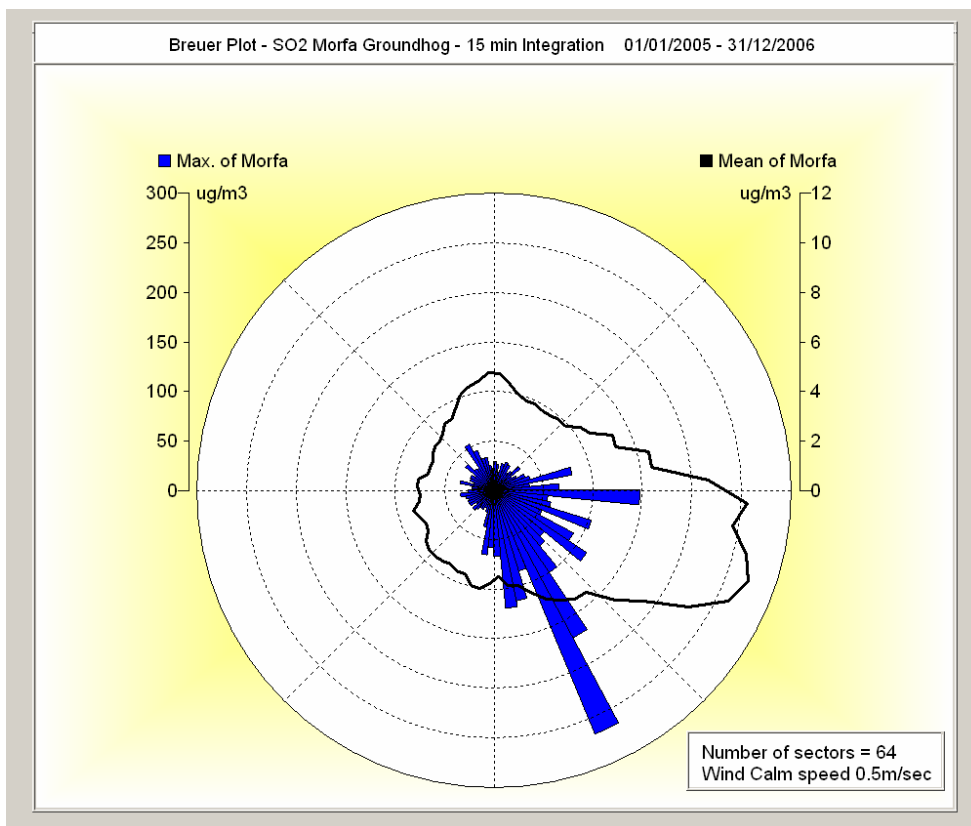 Breuer Plot - SO2 Morfa Groundhog - 15 min Integration 01/01/2005 - 31/12/2006
Max. of Morfa
Mean of Morfa
300 ug/m3
ug/m3 12
250
10
200
8
150
6
100
4
50
2
0
0
Number of sectors = 64
Wind Calm speed 0.5m/sec